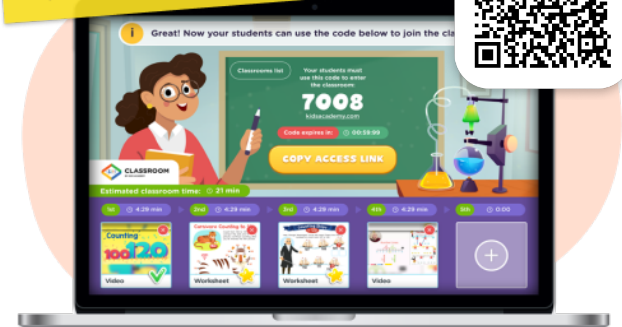 Great! Now your students can use the code below to join the cla
Classrooms list
Your students must
use this code to enter
the classroom:
7008
kidsacademy.com
Code expires in:
00:59:99
COPY ACCESS LINK
CLASSROOM
Estimated classroom time: 21 min
1st 4:29 min
2nd 4:29 min
3nd 4:29 min
4th 4:29 min
5th 0:00
Counting
100 120
Video
Worksheet
Worksheet
Video